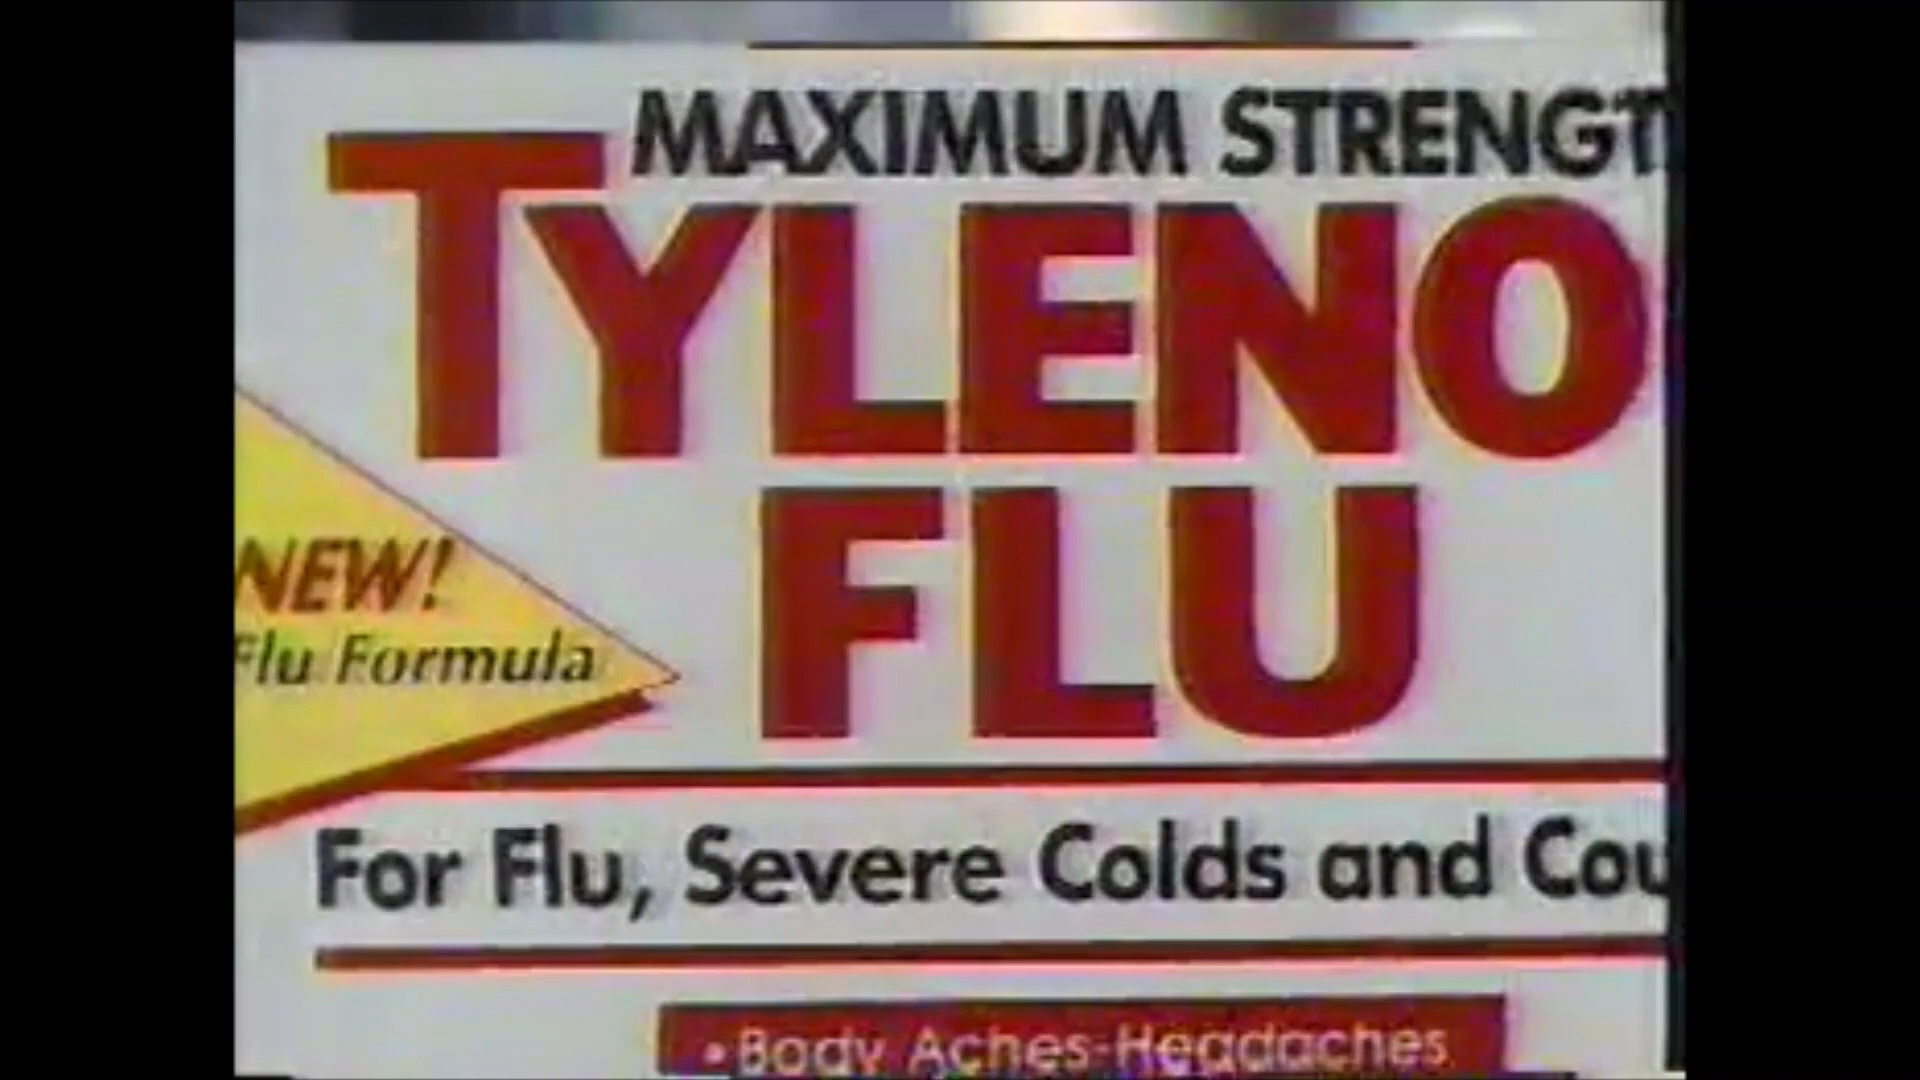 MAXIMUM STRENGT
TYLENO
FLU
NEW!
Flu Formula
For Flu, Severe Colds and Cou
• Body Aches-Headaches